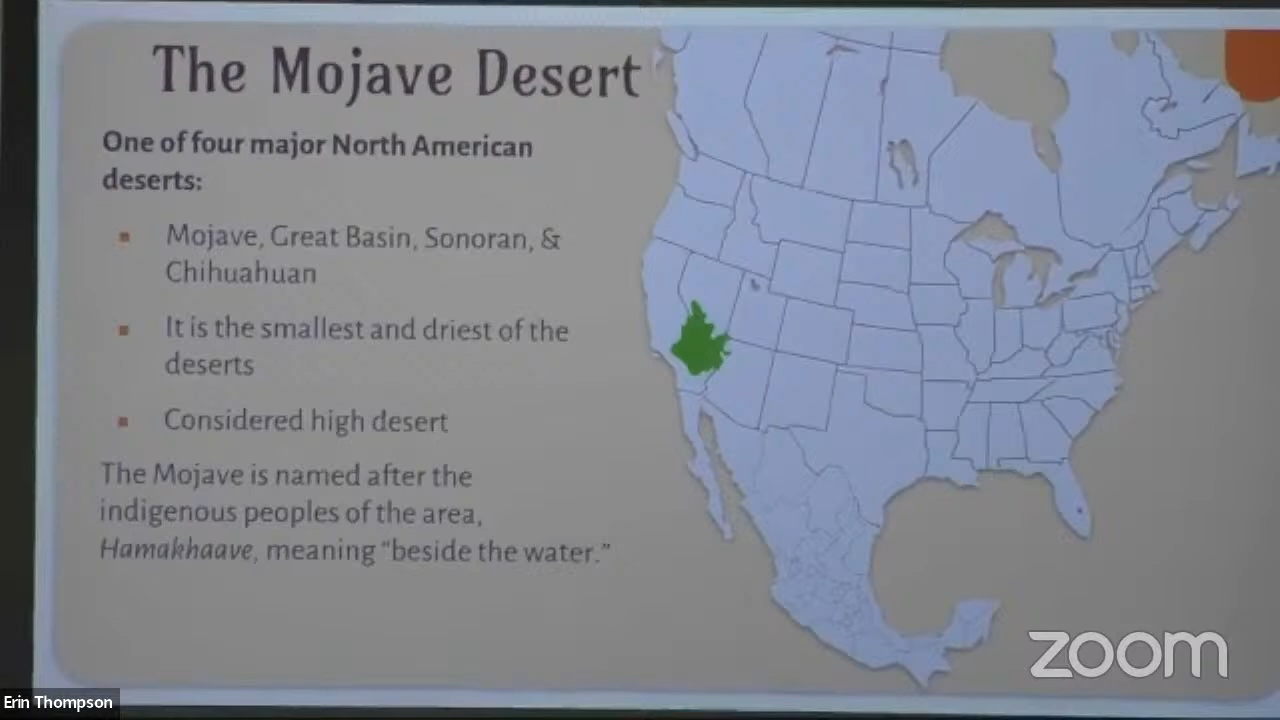 The Mojave Desert
One of four major North American
deserts:
▪ Mojave, Great Basin, Sonoran, &
Chihuahuan
▪ It is the smallest and driest of the
deserts
▪ Considered high desert
The Mojave is named after the
indigenous peoples of the area,
Hamakhaave, meaning “beside the water.”
zoom
Erin Thompson